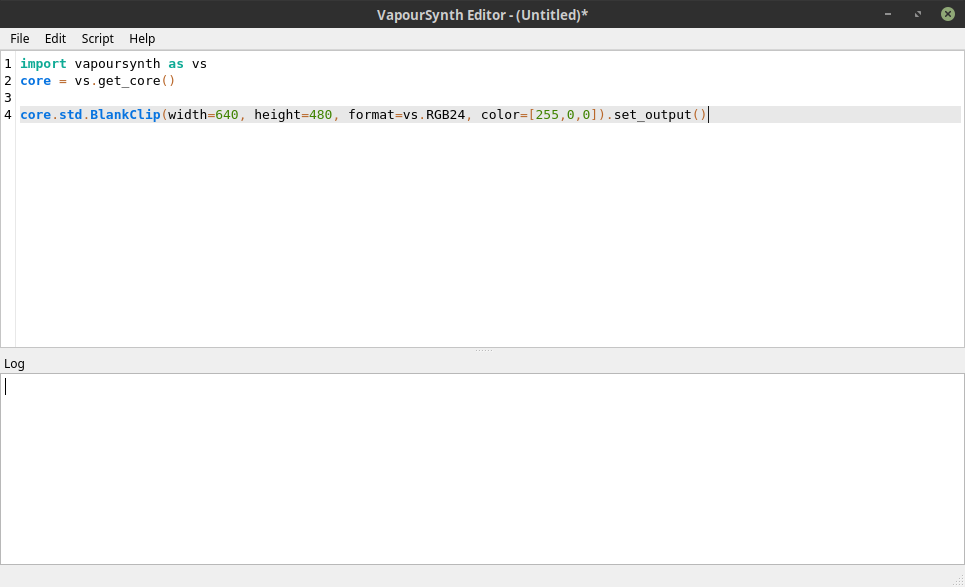 VapourSynth Editor - (Untitled)*
File Edit Script Help
1 import vapoursynth as vs
2 core = vs.get_core()
3
4 core.std.BlankClip(width=640, height=480, format=vs.RGB24, color=[255,0,0]).set_output()
Log